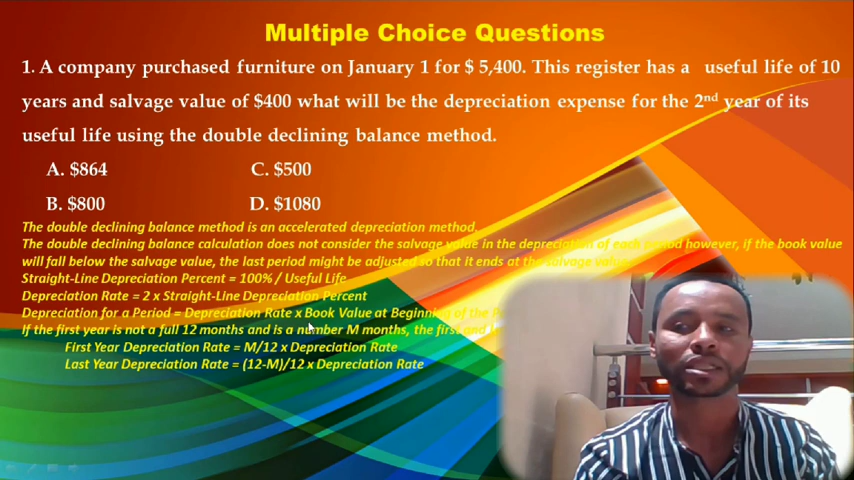 Multiple Choice Questions
1. A company purchased furniture on January 1 for $ 5,400. This register has a useful life of 10
years and salvage value of $400 what will be the depreciation expense for the 2nd year of its
useful life using the double declining balance method.
A. $864 C. $500
B. $800 D. $1080
The double declining balance method is an accelerated depreciation method.
The double declining balance calculation does not consider the salvage value in the depreciation of each period however, if the book value
will fall below the salvage value, the last period might be adjusted so that it ends at the salvage value
Straight-Line Depreciation Percent = 100% / Useful Life
Depreciation Rate = 2 x Straight-Line Depreciation Percent
Depreciation for a Period = Depreciation Rate x Book Value at Beginning of the
If the first year is not a full 12 months and is a number M months, the first and
First Year Depreciation Rate = M/12 x Depreciation Rate
Last Year Depreciation Rate = (12-M)/12 x Depreciation Rate